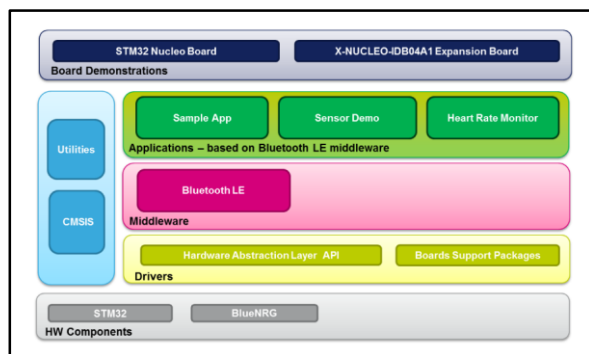 STM32 Nucleo Board
X-NUCLEO-IDB04A1 Expansion Board
Board Demonstrations
Utilities
CMSIS
Sample App
Sensor Demo
Heart Rate Monitor
Applications – based on Bluetooth LE middleware
Bluetooth LE
Middleware
Hardware Abstraction Layer API
Boards Support Packages
Drivers
STM32
BlueNRG
HW Components